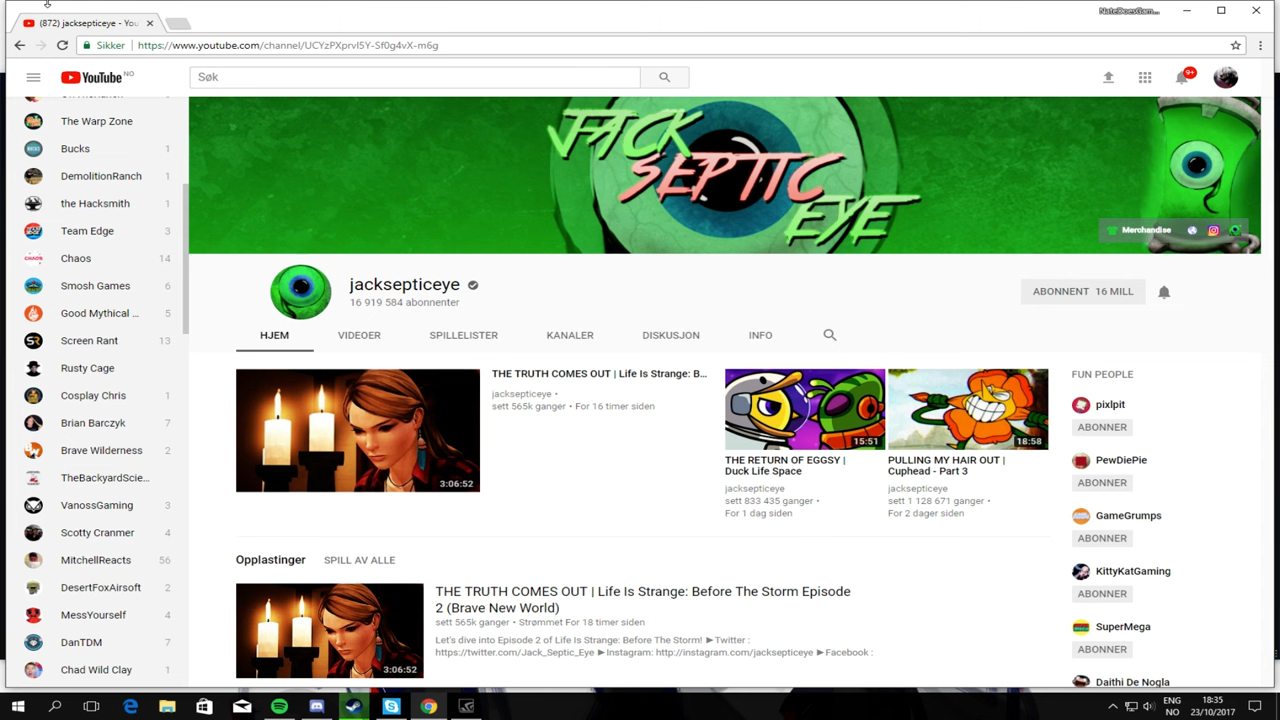 (872) jacksepticeye - You
NateDoesGam...
Sikker
https://www.youtube.com/channel/UCYzPXprvI5Y-Sf0g4vX-m6g
YouTube NO
Søk
9+
The Warp Zone
Bucks 1
DemolitionRanch 1
the Hacksmith 1
Team Edge 3
Chaos 14
Smosh Games 6
Good Mythical ... 5
Screen Rant 13
Rusty Cage
Cosplay Chris 1
Brian Barczyk 7
Brave Wilderness 2
TheBackyardScie...
VanossGaming 3
Scotty Cranmer 4
MitchellReacts 56
DesertFoxAirsoft 2
MessYourself 4
DanTDM 7
Chad Wild Clay 1
JACK
SEPTIC
EYE
Merchandise
jacksepticeye
16 919 584 abonnenter
ABONNENT 16 MILL
HJEM VIDEOER SPILLELISTER KANALER DISKUSJON INFO
3:06:52
THE TRUTH COMES OUT | Life Is Strange: B...
jacksepticeye •
sett 565k ganger • For 16 timer siden
15:51
THE RETURN OF EGGSY |
Duck Life Space
jacksepticeye
sett 833 435 ganger •
For 1 dag siden
18:58
PULLING MY HAIR OUT |
Cuphead - Part 3
jacksepticeye
sett 1 128 671 ganger •
For 2 dager siden
FUN PEOPLE
pixlpit
ABONNER
PewDiePie
ABONNER
GameGrumps
ABONNER
KittyKatGaming
ABONNER
SuperMega
ABONNER
Daithi De Nogla
Opplastinger SPILL AV ALLE
3:06:52
THE TRUTH COMES OUT | Life Is Strange: Before The Storm Episode
2 (Brave New World)
sett 565k ganger • Strømmet For 18 timer siden
Let's dive into Episode 2 of Life Is Strange: Before The Storm! ►Twitter :
https://twitter.com/Jack_Septic_Eye ►Instagram: http://instagram.com/jacksepticeye ►Facebook :
ENG
NO
18:35
23/10/2017